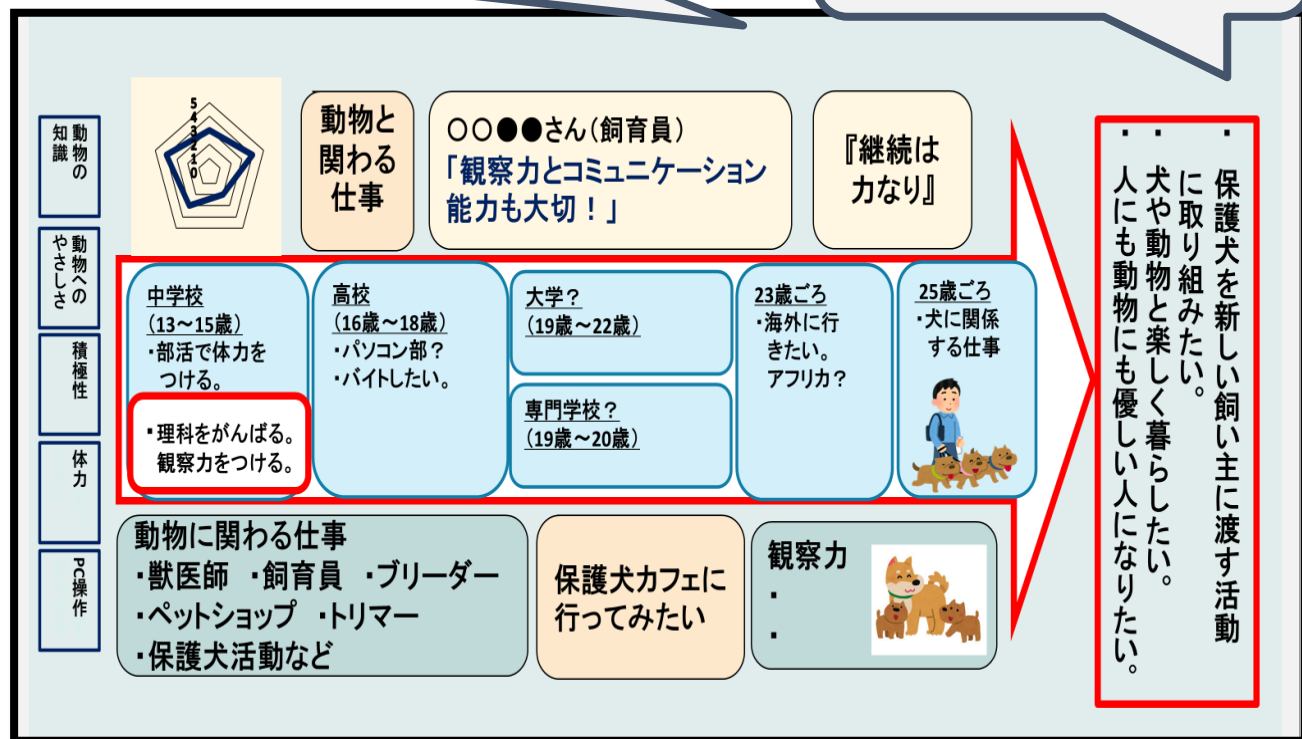 動物の
知識
動物への
やさしさ
積極性
体力
PC操作
5
4
3
2
1
0
動物と
関わる
仕事
〇〇●●さん(飼育員)
「観察力とコミュニケーション
能力も大切！」
『継続は
力なり』
中学校
(13～15歳)
・部活で体力を
つける。
・理科をがんばる。
観察力をつける。
高校
(16歳～18歳)
・パソコン部？
・バイトしたい。
大学？
(19歳～22歳)
専門学校？
(19歳～20歳)
23歳ごろ
・海外に行
きたい。
アフリカ？
25歳ごろ
・犬に関係
する仕事
動物に関わる仕事
・獣医師 ・飼育員 ・ブリーダー
・ペットショップ ・トリマー
・保護犬活動など
保護犬カフェに
行ってみたい
観察力
・
・
・保護犬を新しい飼い主に渡す活動
に取り組みたい。
・犬や動物と楽しく暮らしたい。
・人にも動物にも優しい人になりたい。